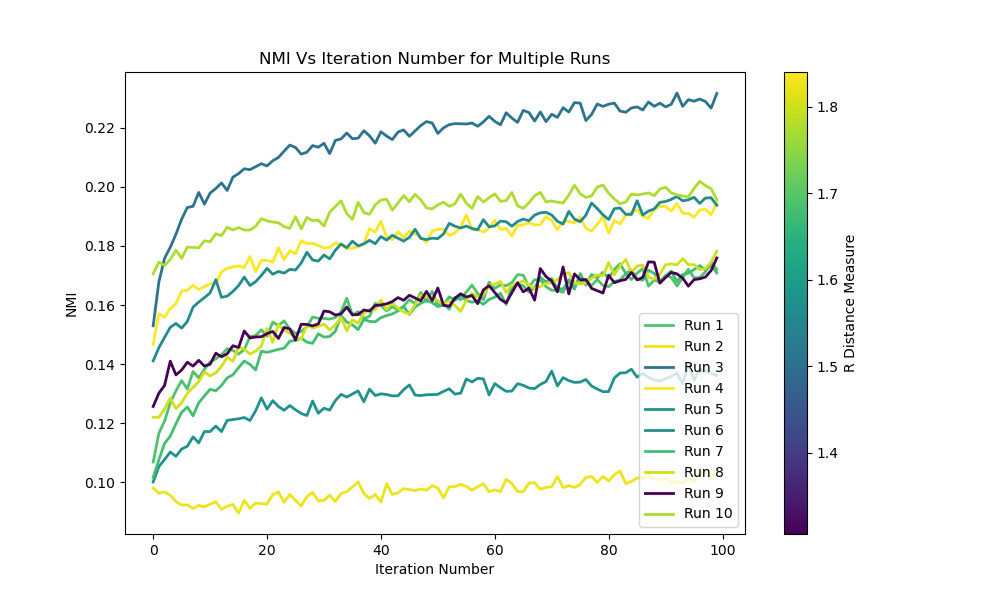 NMI Vs Iteration Number for Multiple Runs
NMI
0.22
0.20
0.18
0.16
0.14
0.12
0.10
0
20
40
60
80
100
Iteration Number
Run 1
Run 2
Run 3
Run 4
Run 5
Run 6
Run 7
Run 8
Run 9
Run 10
1.8
1.7
1.6
1.5
1.4
R Distance Measure